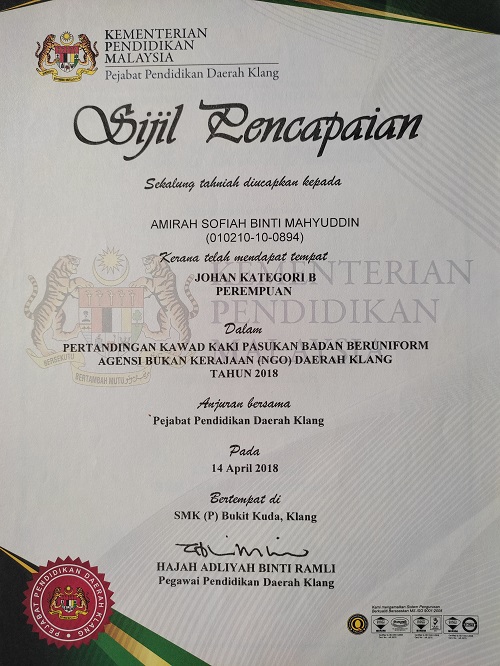 KEMENTERIAN
PENDIDIKAN
MALAYSIA
Pejabat Pendidikan Daerah Klang
Sijil Pencapaian
Sekalung tahniah diucapkan kepada
AMIRAH SOFIAH BINTI MAHYUDDIN
(010210-10-0894)
Kerana telah mendapat tempat
JOHAN KATEGORI B
PEREMPUAN
KEMENTERIAN
PENDIDIKAN
Dalam
PERTANDINGAN KAWAD KAKI PASUKAN BADAN BERUNIFORM
AGENSI BUKAN KERAJAAN (NGO) DAERAH KLANG
TAHUN 2018
BERSEKUTU
BERTAMBAH MUTU
Anjuran bersama
Pejabat Pendidikan Daerah Klang
Pada
14 April 2018
Bertempat di
SMK (P) Bukit Kuda, Klang
HAJAH ADLIYAH BINTI RAMLI
Pegawai Pendidikan Daerah Klang
PEJABAT PENDIDIKAN DAERAH KLANG
Kami mengamalkan Sistem Pengurusan
Berkualiti Berasaskan MS ISO 9001:2008